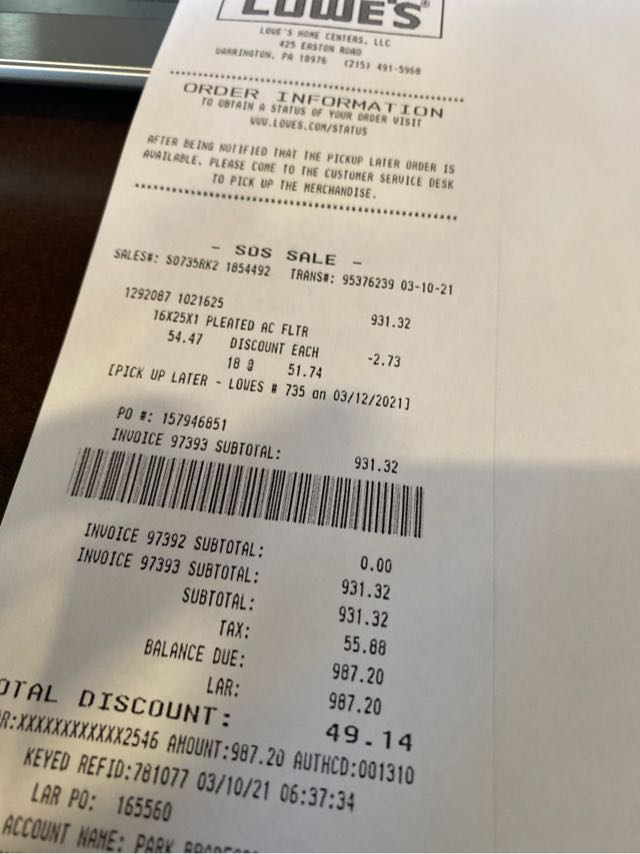 LOWE'S®
LOWE'S HOME CENTERS, LLC
425 EASTON ROAD
WARRINGTON, PA 18976 (215) 491-5968
ORDER INFORMATION
TO OBTAIN A STATUS OF YOUR ORDER VISIT
WWW.LOWES.COM/STATUS
AFTER BEING NOTIFIED THAT THE PICKUP LATER ORDER IS
AVAILABLE, PLEASE COME TO THE CUSTOMER SERVICE DESK
TO PICK UP THE MERCHANDISE.
- SOS SALE -
SALES#: S0735RK2 1854492 TRANS#: 95376239 03-10-21
1292087 1021625 931.32
16X25X1 PLEATED AC FLTR
54.47 DISCOUNT EACH -2.73
18 @ 51.74
[PICK UP LATER - LOWES # 735 on 03/12/2021]
PO #: 157946851
INVOICE 97393 SUBTOTAL: 931.32
INVOICE 97392 SUBTOTAL: 0.00
INVOICE 97393 SUBTOTAL: 931.32
SUBTOTAL: 931.32
TAX: 55.88
BALANCE DUE: 987.20
LAR: 987.20
OTAL DISCOUNT: 49.14
R:XXXXXXXXXXXX2546 AMOUNT:987.20 AUTHCD:001310
KEYED REFID:781077 03/10/21 06:37:34
LAR PO: 165560
ACCOUNT NAME: PARK